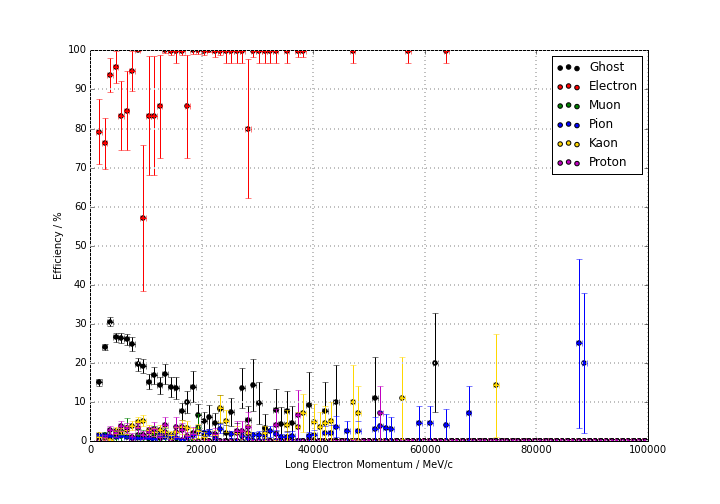 100
90
80
70
60
50
40
30
20
10
0
Efficiency / %
Ghost
Electron
Muon
Pion
Kaon
Proton
0 20000 40000 60000 80000 100000
Long Electron Momentum / MeV/c